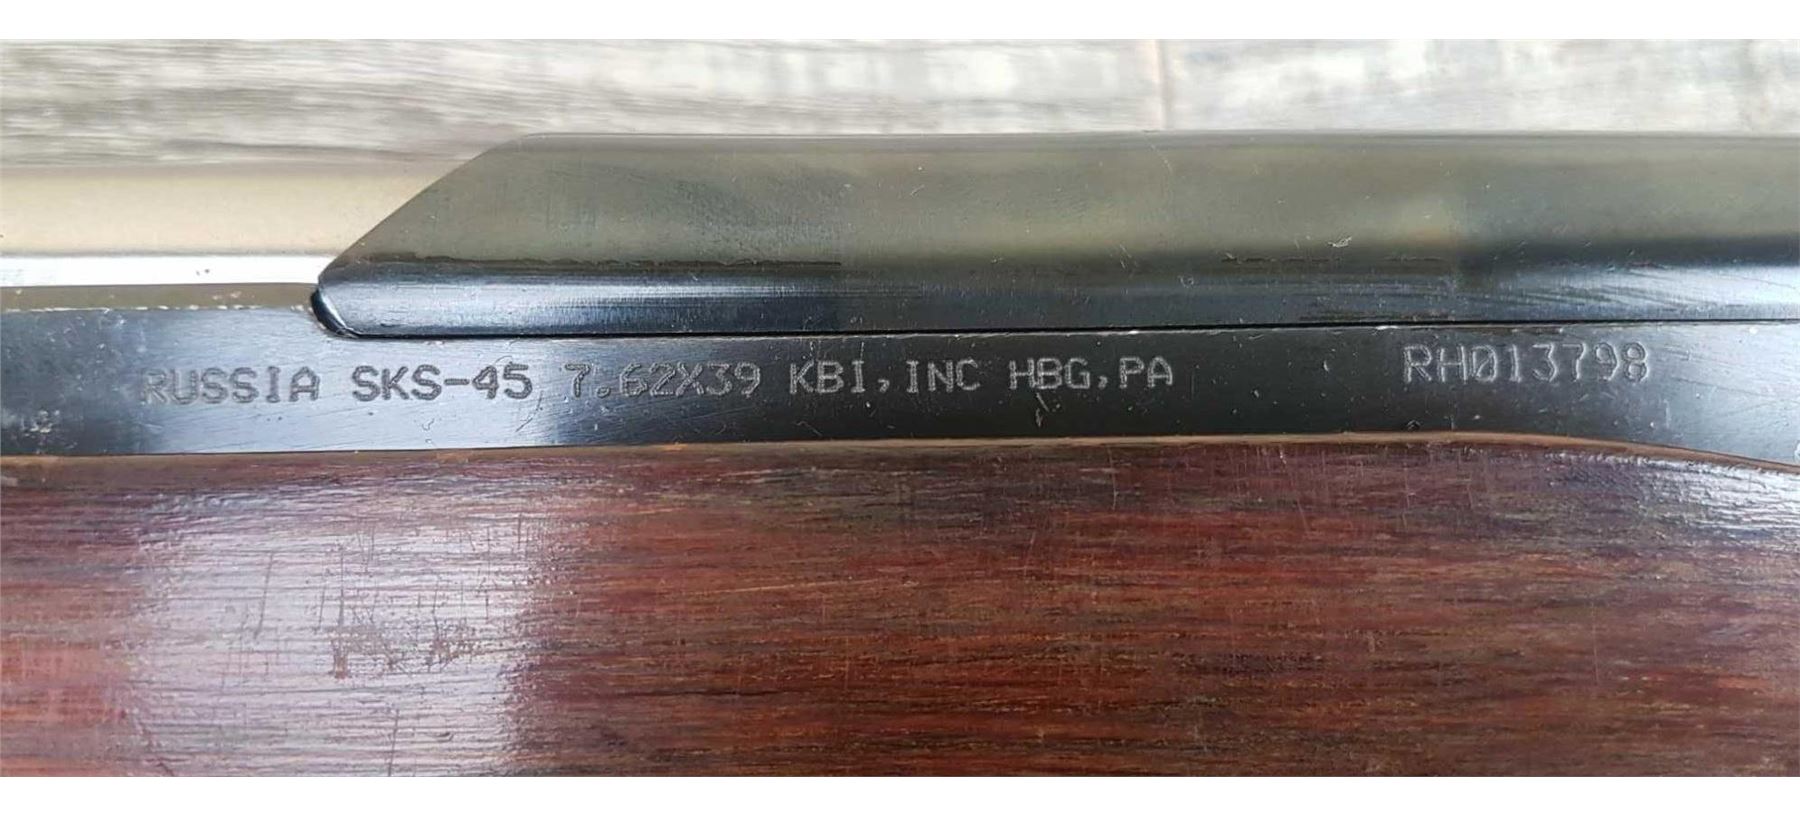 RUSSIA SKS-45 7.62X39 KBI, INC HBG, PA RH013798